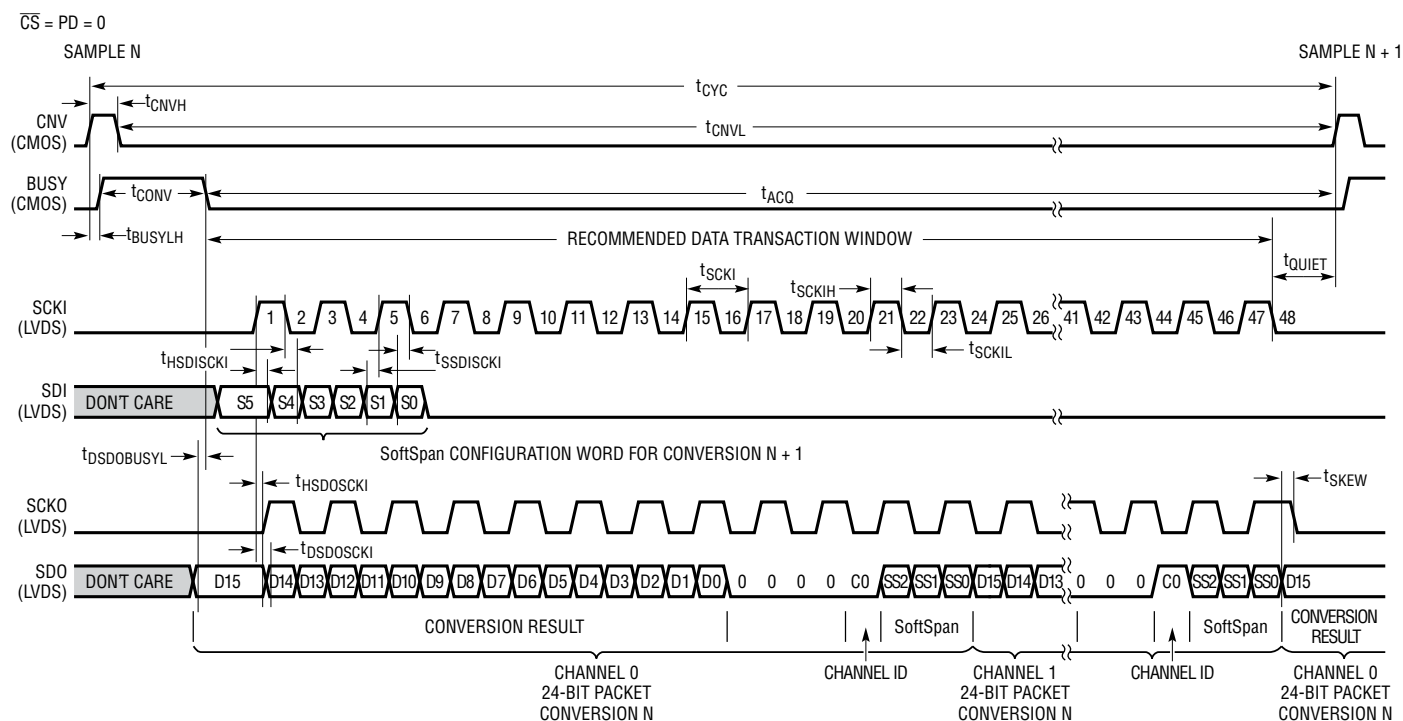 CS = PD = 0
SAMPLE N
SAMPLE N + 1
tCYC
tCNVH
CNV
(CMOS)
tCNVL
BUSY
(CMOS)
tCONV
tACQ
tBUSYLH
RECOMMENDED DATA TRANSACTION WINDOW
tQUIET
tSCKI
tSCKIH
SCKI
(LVDS)
1 2 3 4 5 6 7 8 9 10 11 12 13 14 15 16 17 18 19 20 21 22 23 24 25 26 41 42 43 44 45 46 47 48
tHSDISCKI
tSSDISCKI
tSCKIL
SDI
(LVDS)
DON'T CARE S5 S4 S3 S2 S1 S0
tDSDOBUSYL
SoftSpan CONFIGURATION WORD FOR CONVERSION N + 1
tHSDOSCKI
tSKEW
SCKO
(LVDS)
tDSDOSCKI
SDO
(LVDS)
DON'T CARE D15 D14 D13 D12 D11 D10 D9 D8 D7 D6 D5 D4 D3 D2 D1 D0 0 0 0 0 C0 SS2 SS1 SS0 D15 D14 D13 0 0 0 C0 SS2 SS1 SS0 D15
CONVERSION RESULT
SoftSpan
SoftSpan
CONVERSION
RESULT
CHANNEL 0
24-BIT PACKET
CONVERSION N
CHANNEL ID
CHANNEL 1
24-BIT PACKET
CONVERSION N
CHANNEL ID
CHANNEL 0
24-BIT PACKET
CONVERSION N